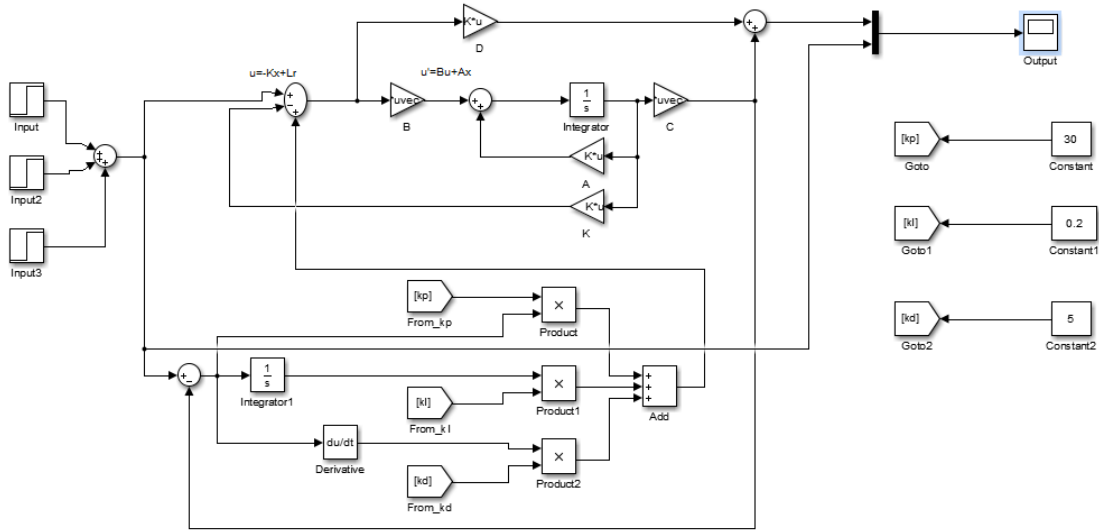 K*u
D
Output
u=-Kx+Lr
u'=Bu+Ax
Input
*uvec
B
1
s
Integrator
*uvec
C
K*u
A
Input2
K*u
K
Input3
[kp]
Goto
30
Constant
[kI]
Goto1
0.2
Constant1
[kd]
Goto2
5
Constant2
[kp]
From_kp
×
Product
1
s
Integrator1
[kI]
From_kI
×
Product1
Add
du/dt
Derivative
[kd]
From_kd
×
Product2